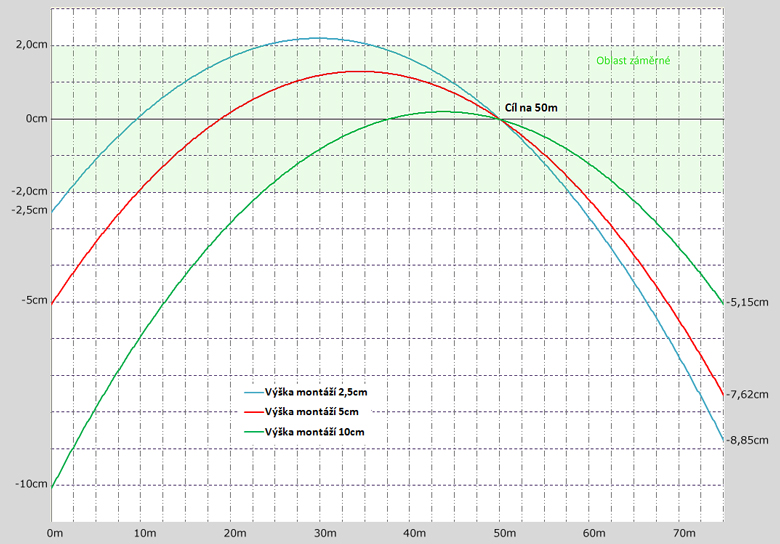 2,0cm
Oblast záměrné
Cíl na 50m
0cm
-2,0cm
-2,5cm
-5cm
-5,15cm
Výška montáží 2,5cm
-7,62cm
Výška montáží 5cm
Výška montáží 10cm
-8,85cm
-10cm
0m 10m 20m 30m 40m 50m 60m 70m